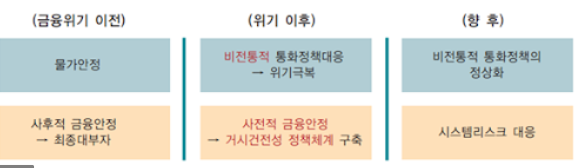 (금융위기 이전)
(위기 이후)
(향 후)
물가안정
비전통적 통화정책대응
→ 위기극복
비전통적 통화정책의
정상화
사후적 금융안정
→ 최종대부자
사전적 금융안정
→ 거시건전성 정책체계 구축
시스템리스크 대응